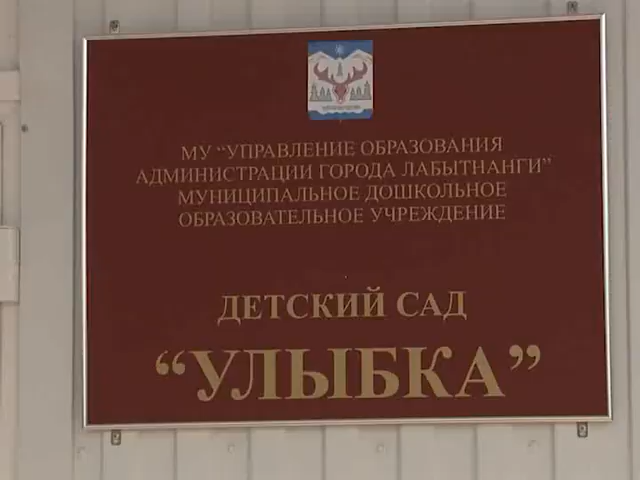 МУ “УПРАВЛЕНИЕ ОБРАЗОВАНИЯ
АДМИНИСТРАЦИИ ГОРОДА ЛАБЫТНАНГИ”
МУНИЦИПАЛЬНОЕ ДОШКОЛЬНОЕ
ОБРАЗОВАТЕЛЬНОЕ УЧРЕЖДЕНИЕ
ДЕТСКИЙ САД
“УЛЫБКА”